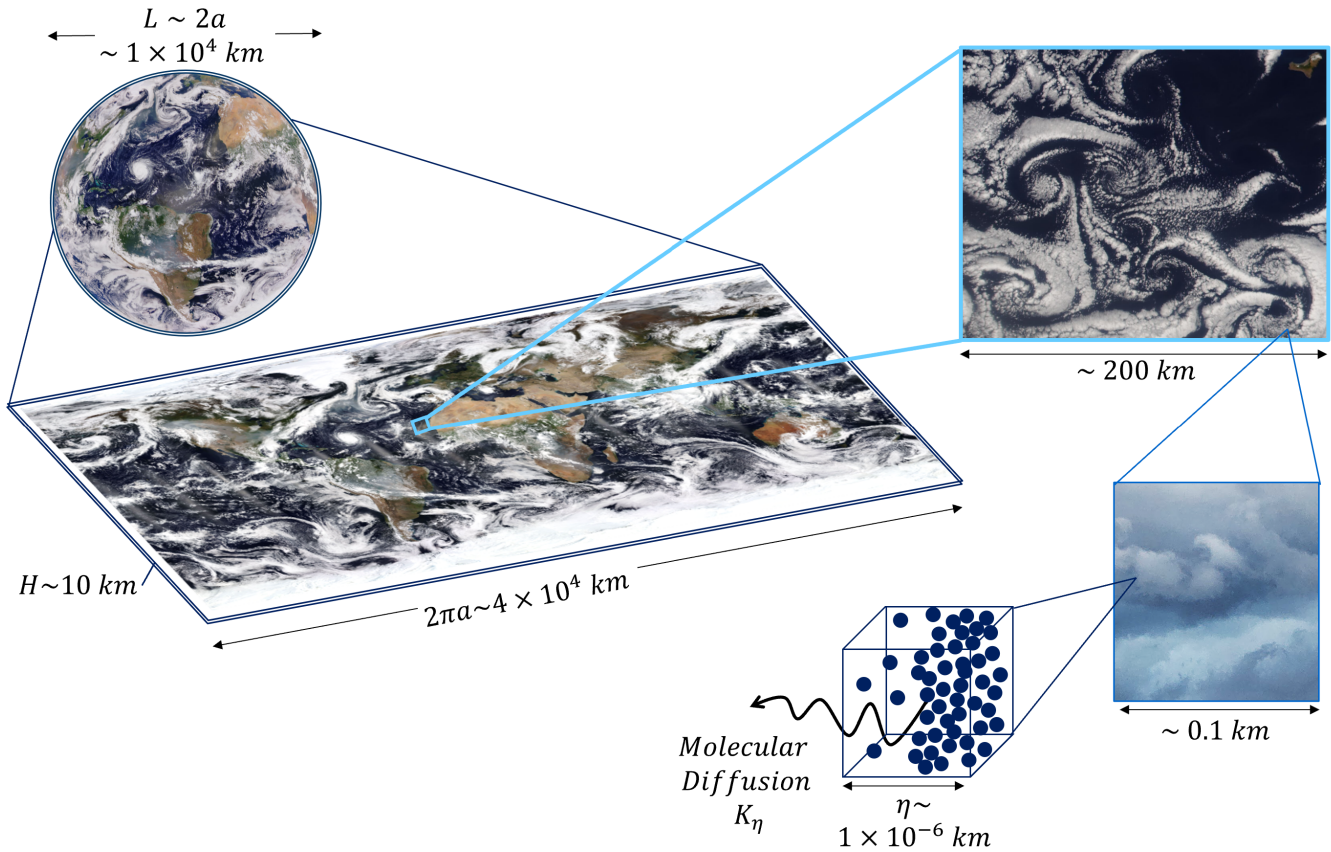 L ~ 2a
~ 1 × 10⁴ km
~ 200 km
H~10 km
2πa~4 × 10⁴ km
~ 0.1 km
Molecular
Diffusion
K_η
η~
1 × 10⁻⁶ km